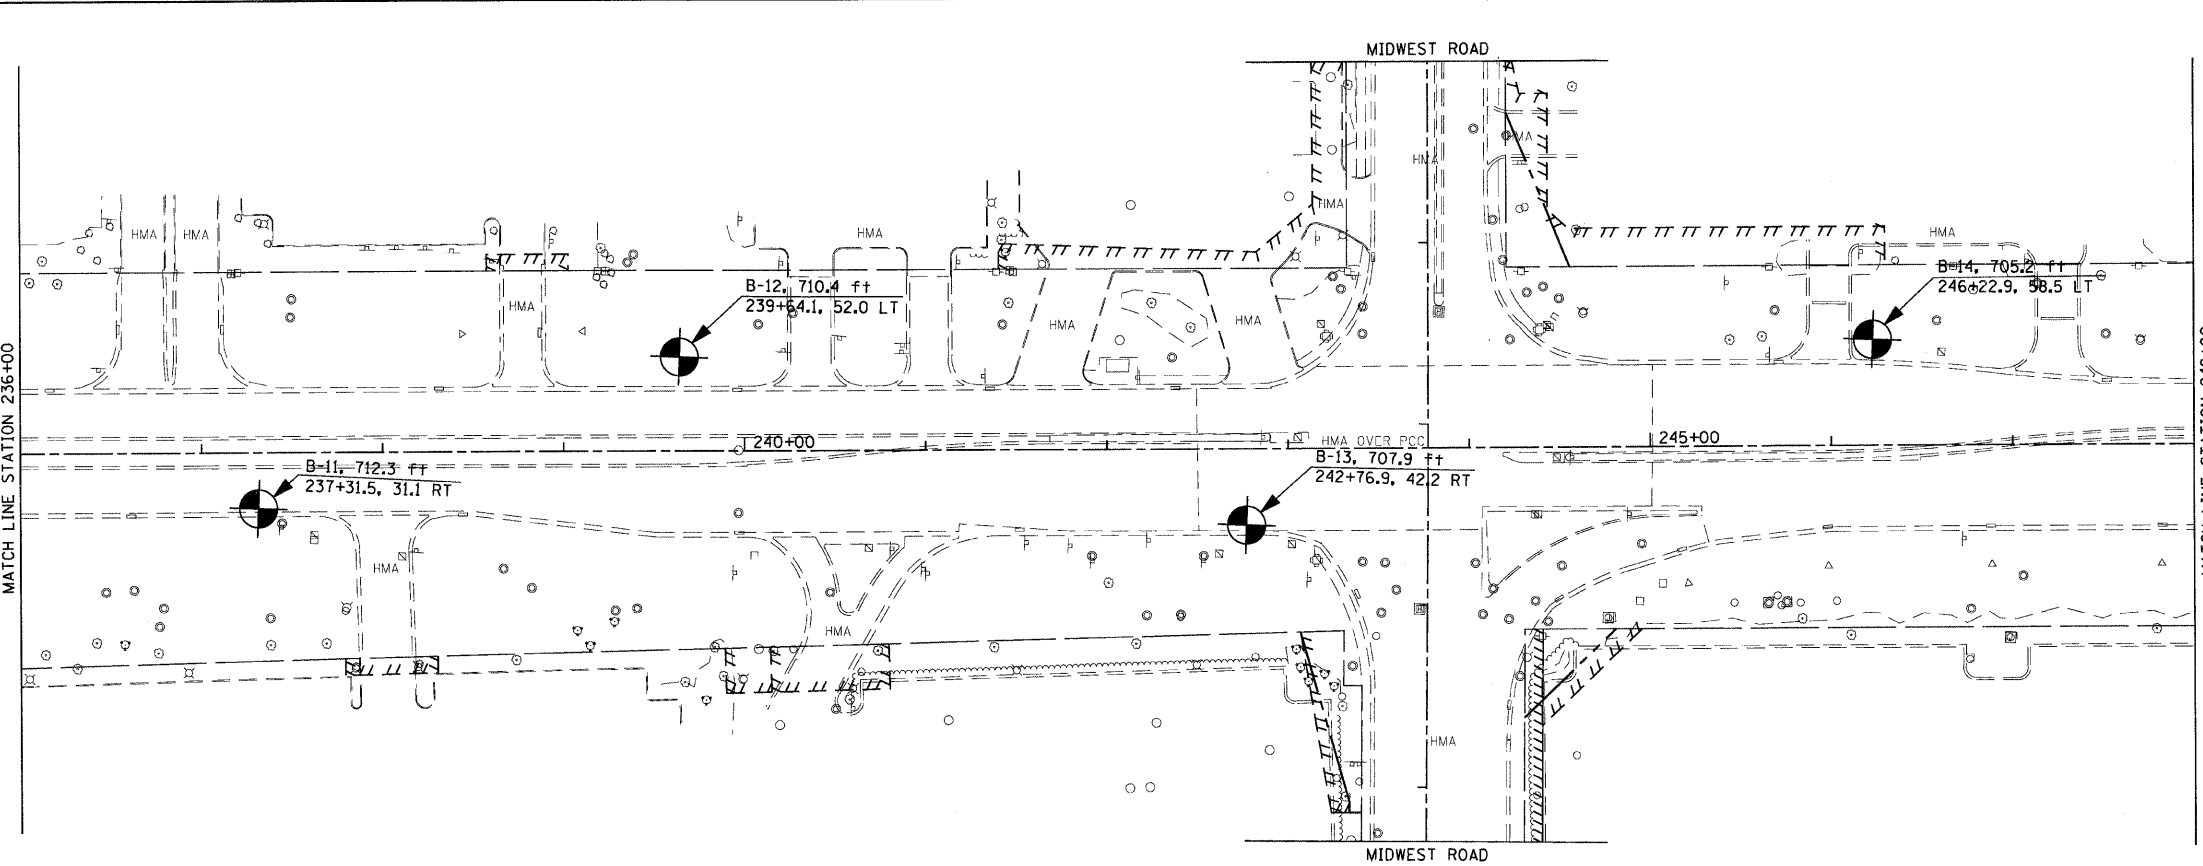 MIDWEST ROAD
HMA
HMA
HMA
HMA
HMA
HMA
HMA
B-14, 705.2 ft
246+22.9, 58.5 LT
B-12, 710.4 ft
239+64.1, 52.0 LT
HMA
HMA
HMA
MATCH LINE STATION 236+00
240+00
HMA OVER PCC
245+00
B-13, 707.9 ft
242+76.9, 42.2 RT
B-11, 712.3 ft
237+31.5, 31.1 RT
HMA
HMA
HMA
MIDWEST ROAD